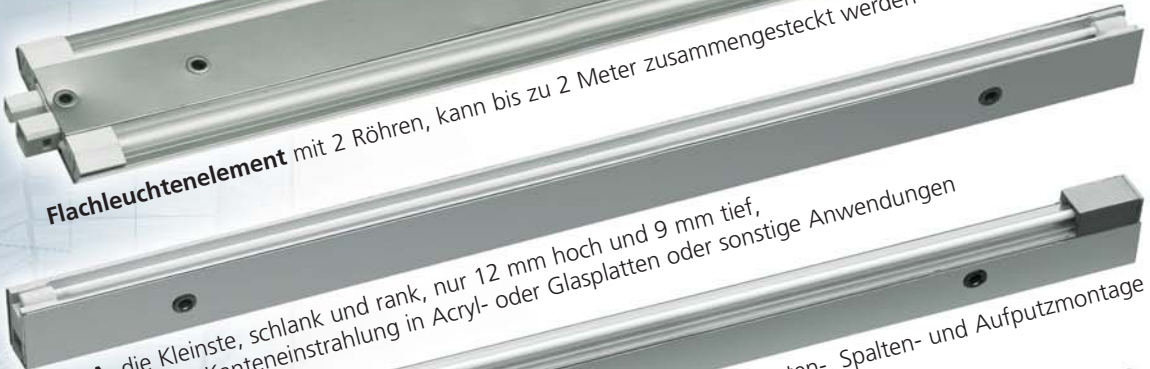 Flachleuchtenelement mit 2 Röhren, kann bis zu 2 Meter zusammengesteckt werden
die Kleinste, schlank und rank, nur 12 mm hoch und 9 mm tief,
Kanteneinstrahlung in Acryl- oder Glasplatten oder sonstige Anwendungen
Spalten- und Aufputzmontage